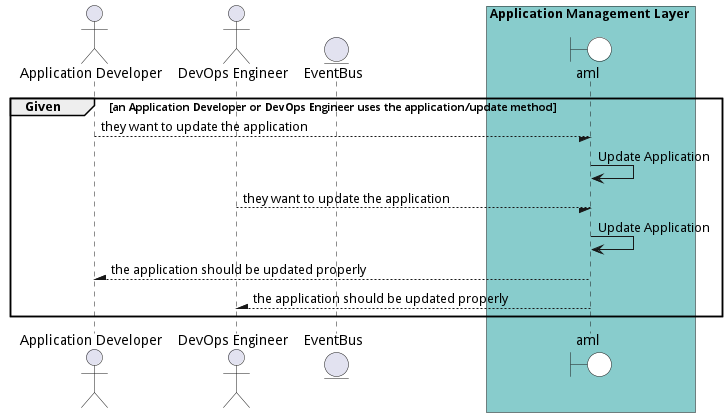 Application Management Layer
Application Developer
DevOps Engineer
EventBus
aml
Given
[an Application Developer or DevOps Engineer uses the application/update method]
they want to update the application
Update Application
they want to update the application
Update Application
the application should be updated properly
the application should be updated properly
Application Developer
DevOps Engineer
EventBus
aml